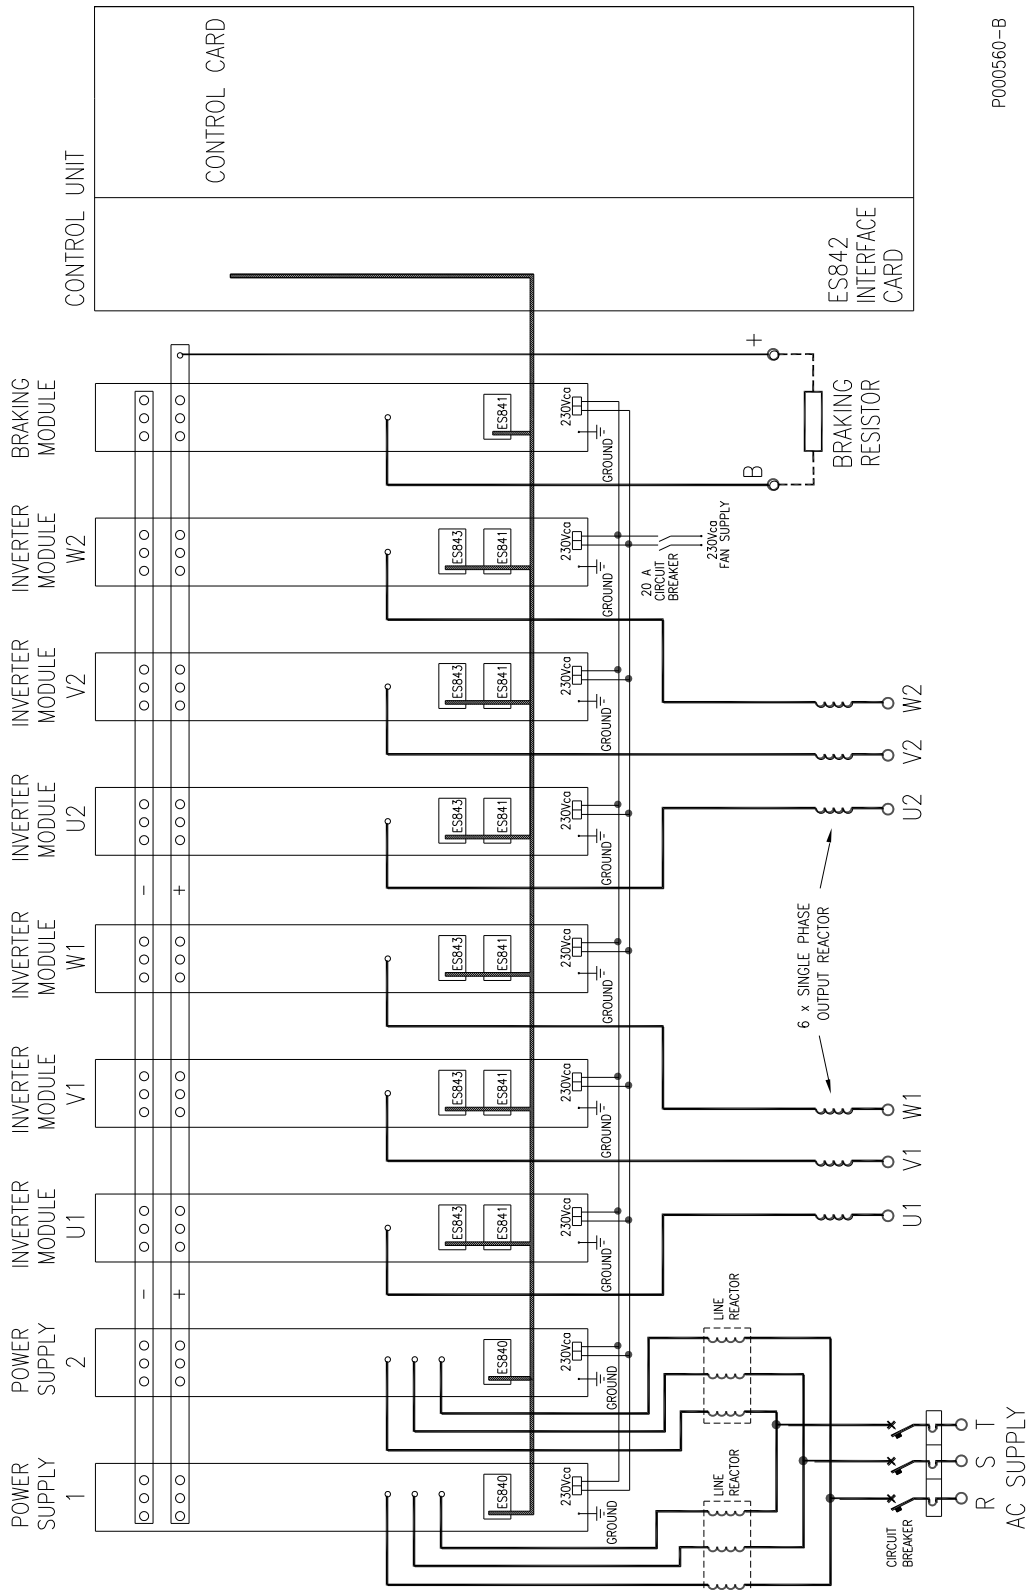 POWER
SUPPLY
1
POWER
SUPPLY
2
INVERTER
MODULE
U1
INVERTER
MODULE
V1
INVERTER
MODULE
W1
INVERTER
MODULE
U2
INVERTER
MODULE
V2
INVERTER
MODULE
W2
BRAKING
MODULE
CONTROL UNIT
-
+
-
+
CONTROL CARD
ES840
ES840
ES843
ES841
ES843
ES841
ES843
ES841
ES843
ES841
ES843
ES841
ES843
ES841
ES841
230Vca
GROUND
230Vca
GROUND
230Vca
GROUND
230Vca
GROUND
230Vca
GROUND
230Vca
GROUND
230Vca
GROUND
230Vca
GROUND
230Vca
GROUND
20 A
CIRCUIT
BREAKER
230Vca
FAN SUPPLY
B
+
BRAKING
RESISTOR
ES842
INTERFACE
CARD
LINE
REACTOR
LINE
REACTOR
6 x SINGLE PHASE
OUTPUT REACTOR
CIRCUIT
BREAKER
R
S
T
AC SUPPLY
U1
V1
W1
U2
V2
W2
P000560-B